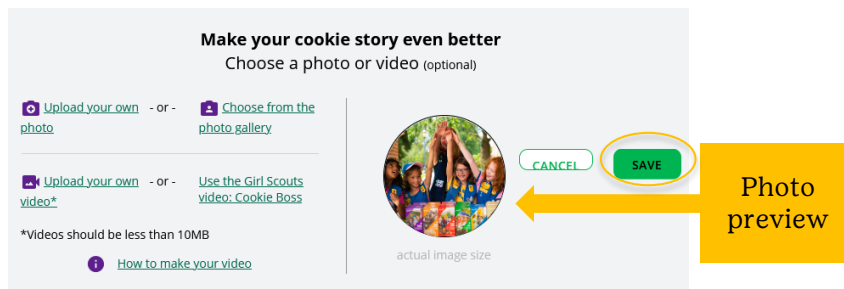 Make your cookie story even better
Choose a photo or video (optional)
Upload your own - or - Choose from the
photo photo gallery
Upload your own - or - Use the Girl Scouts
video* video: Cookie Boss
*Videos should be less than 10MB
How to make your video
CANCEL
SAVE
actual image size
Photo
preview